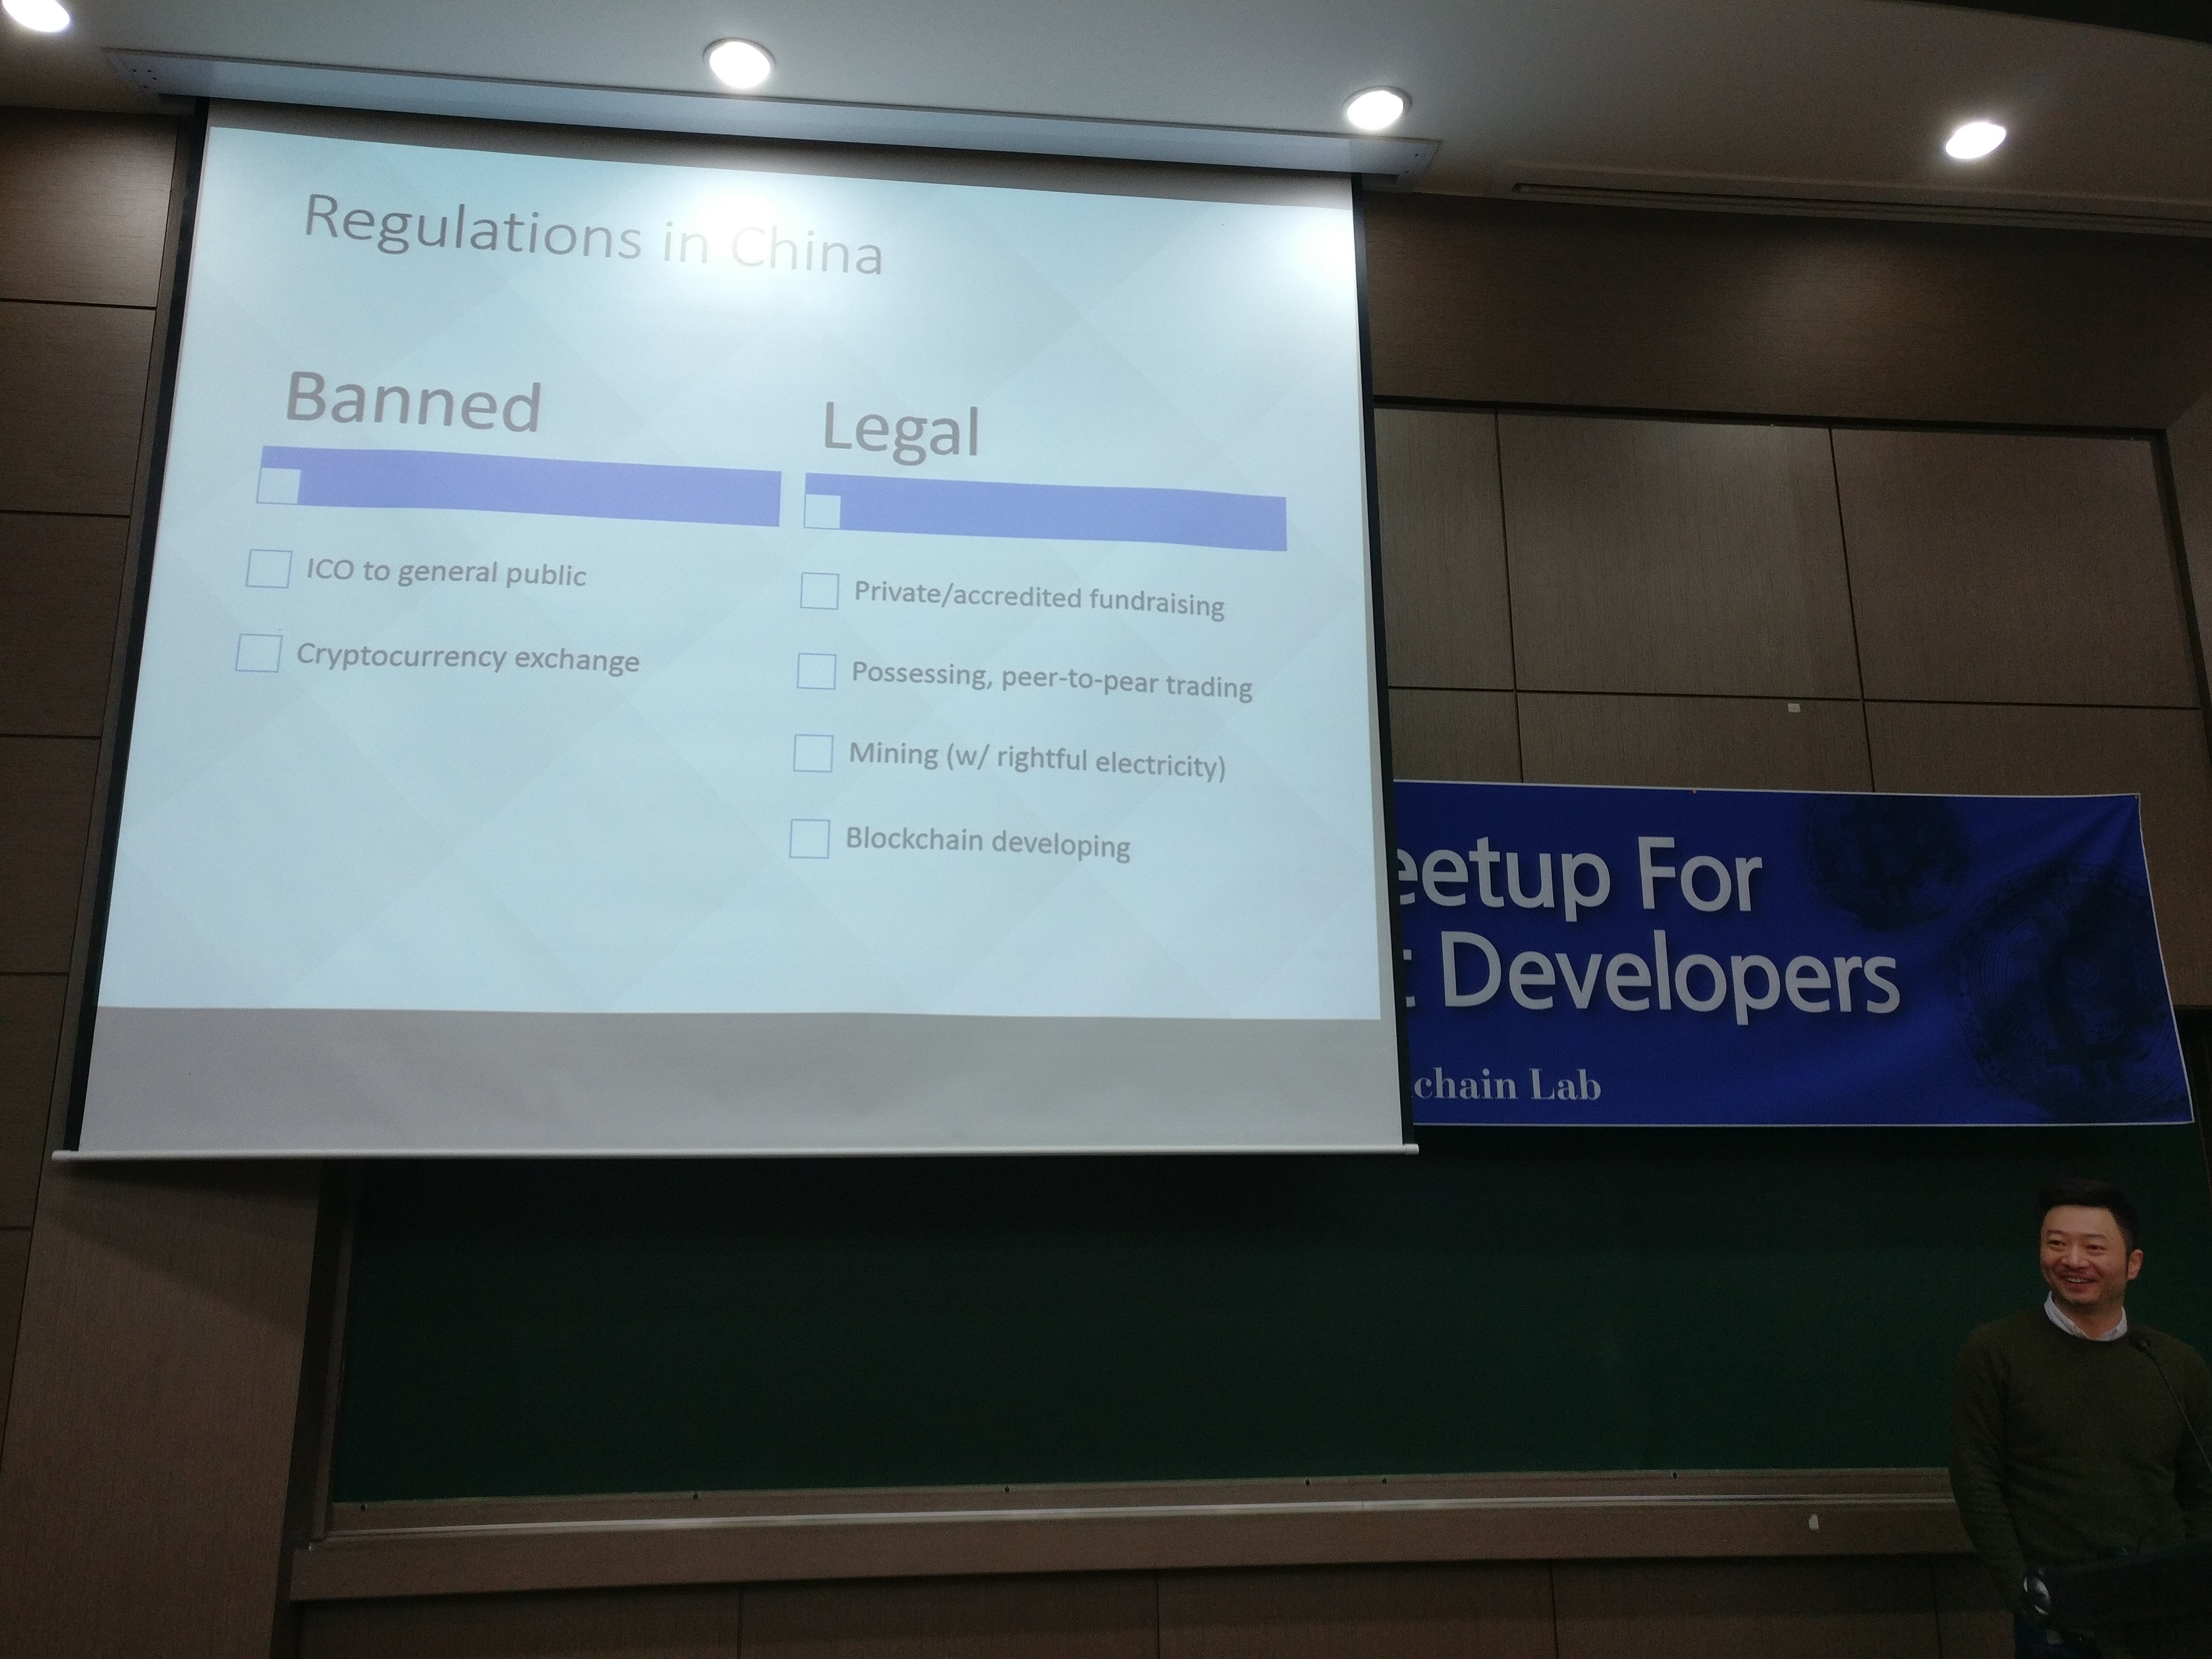 Regulations in China
Banned
ICO to general public
Cryptocurrency exchange
Legal
Private/accredited fundraising
Possessing, peer-to-pear trading
Mining (w/ rightful electricity)
Blockchain developing
eetup For
Developers
chain Lab